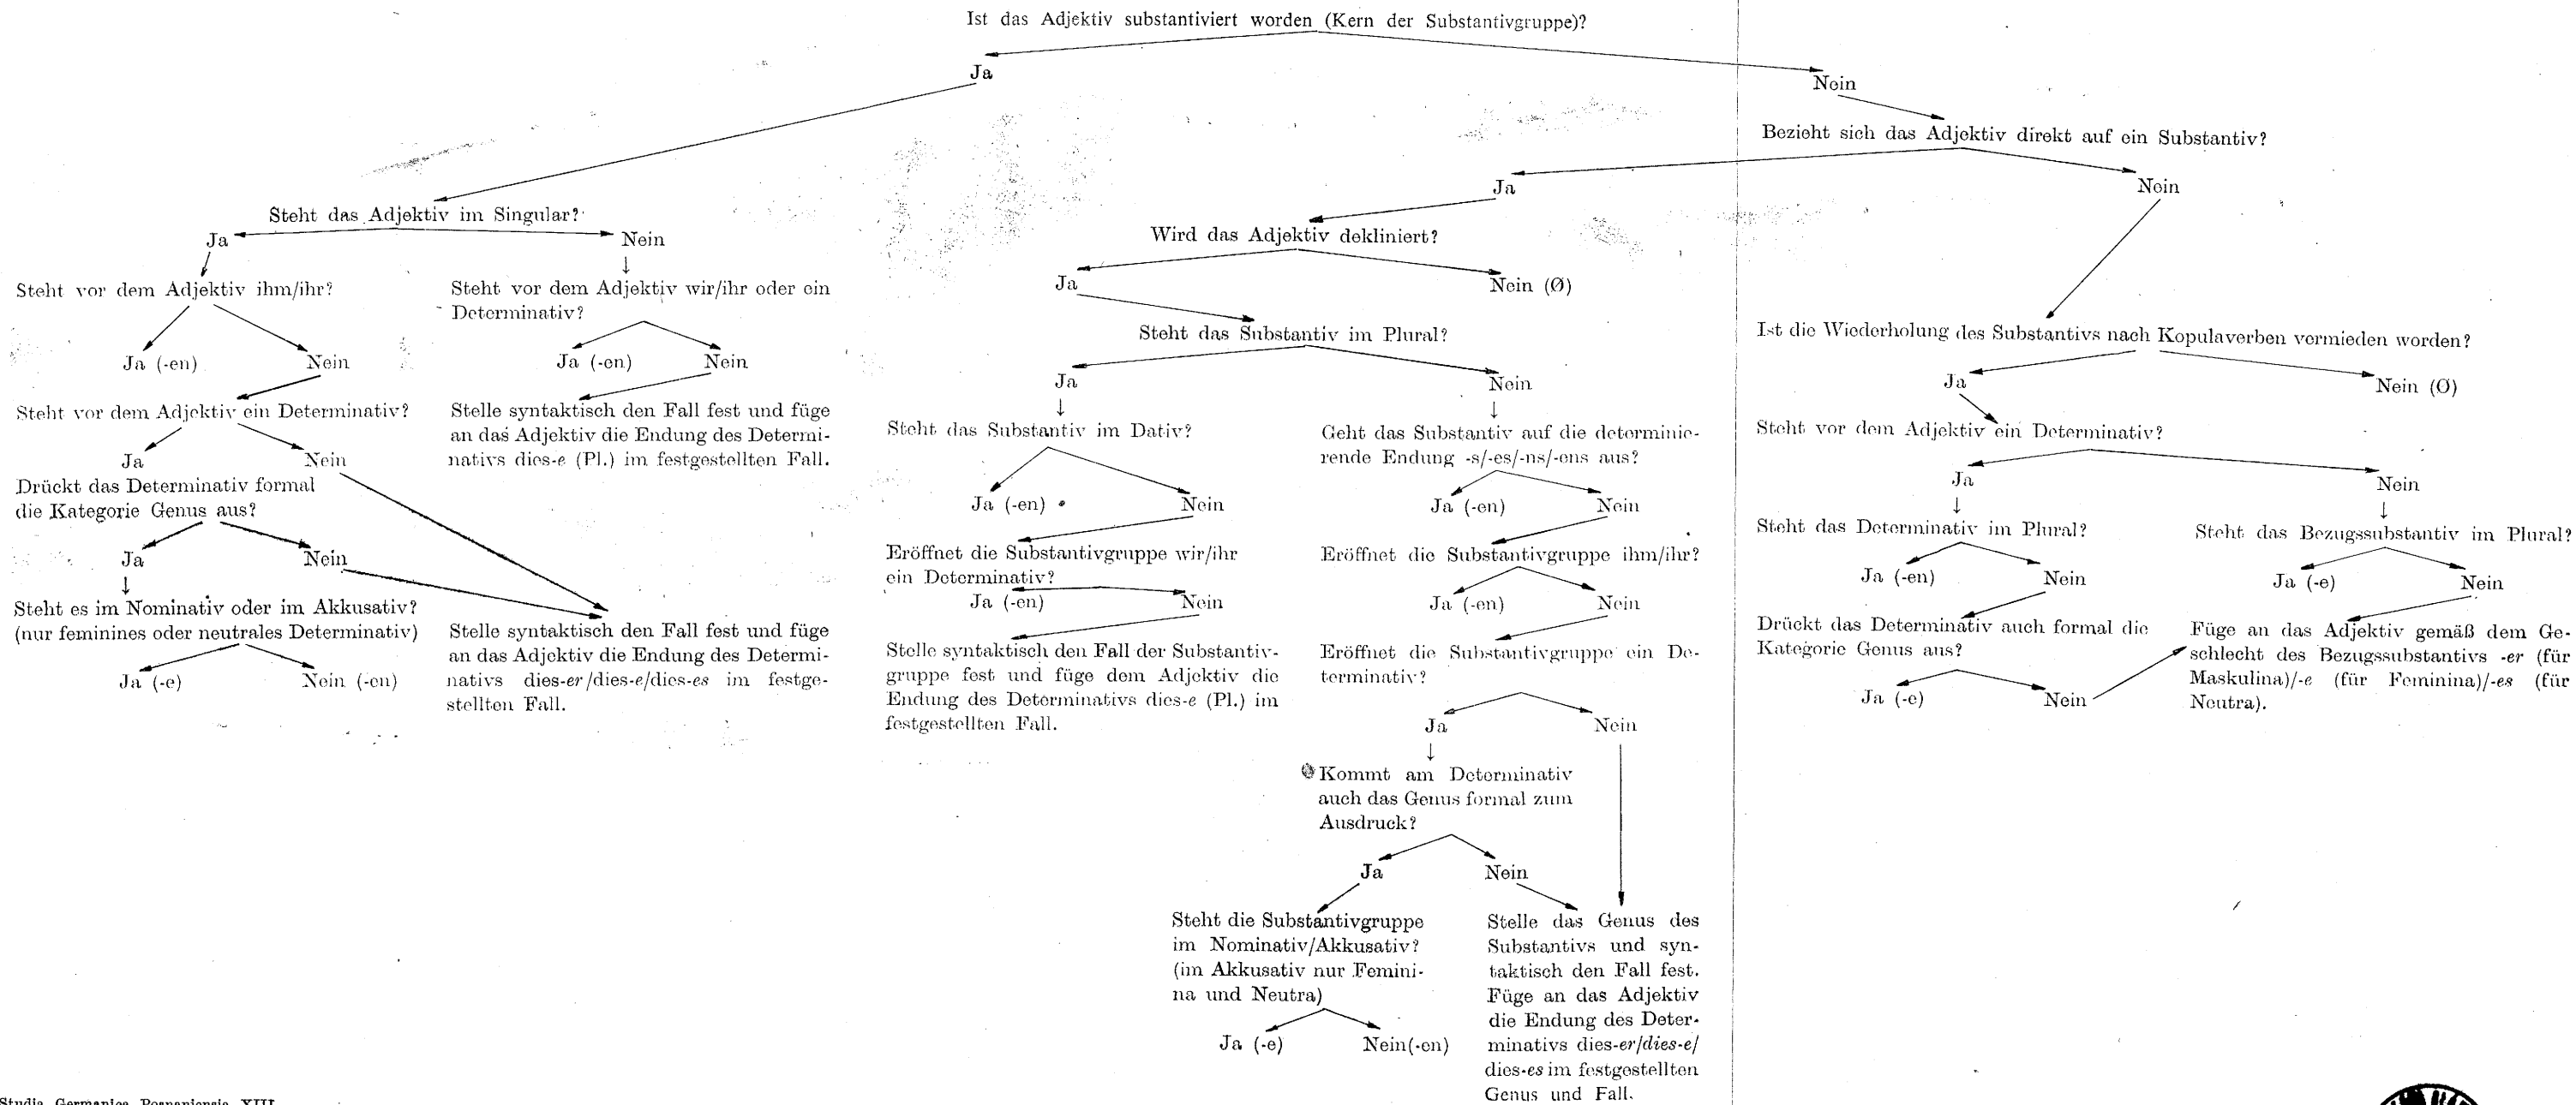 Ist das Adjektiv substantiviert worden (Kern der Substantivgruppe)?
Ja
Nein
Bezieht sich das Adjektiv direkt auf ein Substantiv?
Ja
Nein
Steht das Adjektiv im Singular?
Ja
Nein
Steht vor dem Adjektiv ihm/ihr?
Ja (-en)
Nein
Steht vor dem Adjektiv ein Determinativ?
Ja
Nein
Drückt das Determinativ formal
die Kategorie Genus aus?
Ja
Nein
Steht es im Nominativ oder im Akkusativ?
(nur feminines oder neutrales Determinativ)
Ja (-e)
Nein (-en)
Steht vor dem Adjektiv wir/ihr oder ein
Determinativ?
Ja (-en)
Nein
Stelle syntaktisch den Fall fest und füge
an das Adjektiv die Endung des Determi-
nativs dies-e (Pl.) im festgestellten Fall.
Stelle syntaktisch den Fall fest und füge
an das Adjektiv die Endung des Determi-
nativs dies-er/dies-e/dies-es im festge-
stellten Fall.
Wird das Adjektiv dekliniert?
Ja
Nein (Ø)
Steht das Substantiv im Plural?
Ja
Nein
Steht das Substantiv im Dativ?
Ja (-en)
Nein
Eröffnet die Substantivgruppe wir/ihr
ein Determinativ?
Ja (-en)
Nein
Stelle syntaktisch den Fall der Substantiv-
gruppe fest und füge dem Adjektiv die
Endung des Determinativs dies-e (Pl.) im
festgestellten Fall.
Geht das Substantiv auf die determinie-
rende Endung -s/-es/-ns/-ens aus?
Ja (-en)
Nein
Eröffnet die Substantivgruppe ihm/ihr?
Ja (-en)
Nein
Eröffnet die Substantivgruppe ein De-
terminativ?
Ja
Nein
Kommt am Determinativ
auch das Genus formal zum
Ausdruck?
Ja
Nein
Steht die Substantivgruppe
im Nominativ/Akkusativ?
(im Akkusativ nur Femini-
na und Neutra)
Ja (-e)
Nein(-en)
Stelle das Genus des
Substantivs und syn-
taktisch den Fall fest.
Füge an das Adjektiv
die Endung des Deter-
minativs dies-er/dies-e/
dies-es im festgestellten
Genus und Fall.
Ist die Wiederholung des Substantivs nach Kopulaverben vermieden worden?
Ja
Nein (Ø)
Steht vor dem Adjektiv ein Determinativ?
Ja
Nein
Steht das Determinativ im Plural?
Ja (-en)
Nein
Drückt das Determinativ auch formal die
Kategorie Genus aus?
Ja (-e)
Nein
Steht das Bezugssubstantiv im Plural?
Ja (-e)
Nein
Füge an das Adjektiv gemäß dem Ge-
schlecht des Bezugssubstantivs -er (für
Maskulina)/-e (für Feminina)/-es (für
Neutra).
Studia Germanica Posnaniensia XIII